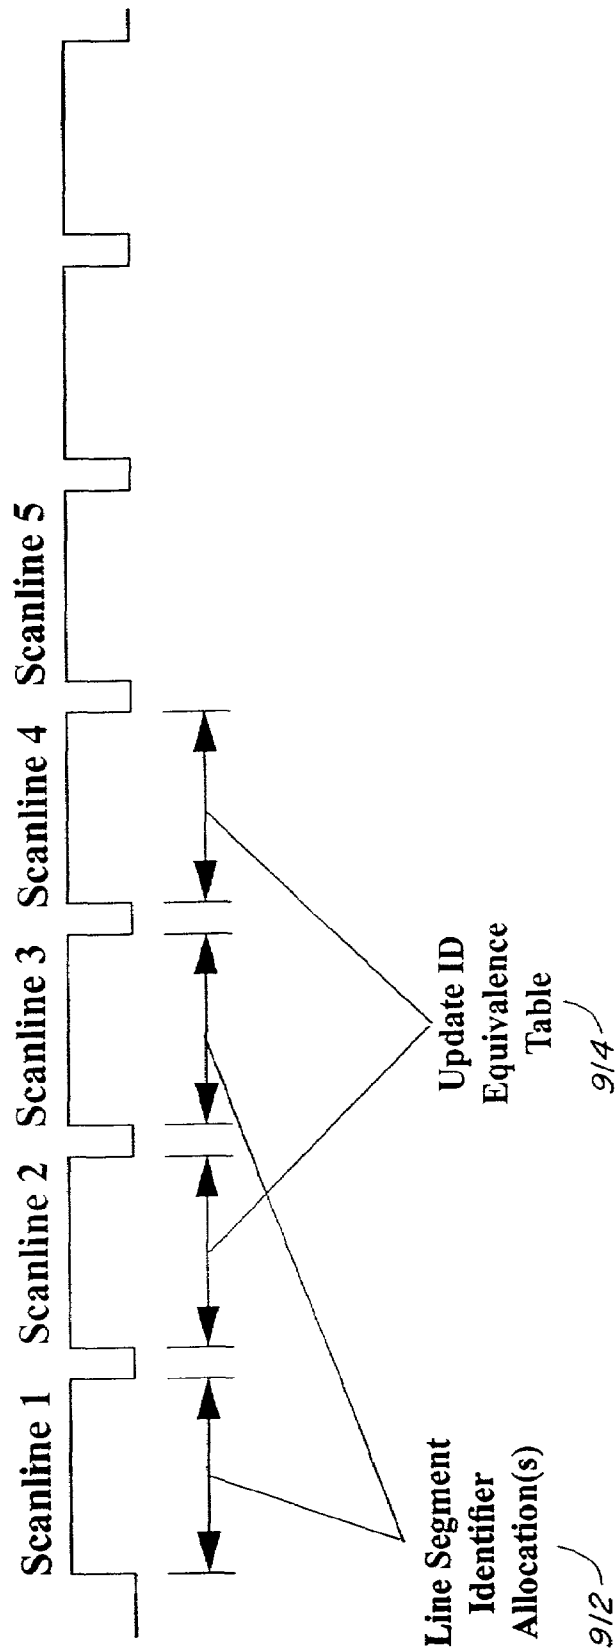 Scanline 1
Scanline 2
Scanline 3
Scanline 4
Scanline 5
Line Segment
Identifier
Allocation(s)
912
Update ID
Equivalence
Table
914